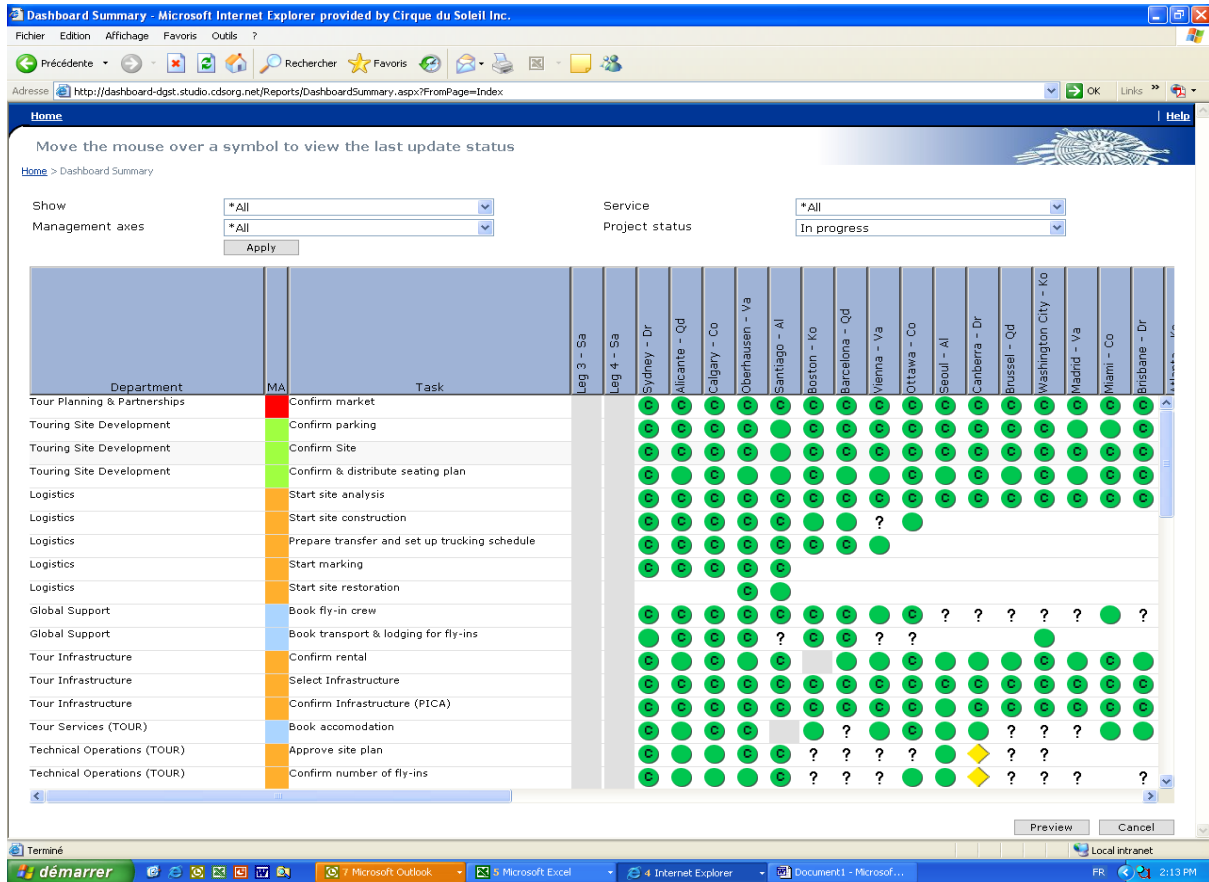 Dashboard Summary - Microsoft Internet Explorer provided by Cirque du Soleil Inc.
Fichier Edition Affichage Favoris Outils ?
Précédente Rechercher Favoris
Adresse http://dashboard-dgst.studio.cdsorg.net/Reports/DashboardSummary.aspx?FromPage=Index OK Links »
Home | Help
Move the mouse over a symbol to view the last update status
Home > Dashboard Summary
Show *All Service *All
Management axes *All Project status In progress
Apply
Department MA Task Leg 3 - Sa Leg 4 - Sa Sydney - Dr Alicante - Qd Calgary - Co Oberhausen - Va Santiago - Al Boston - Ko Barcelona - Qd Vienna - Va Ottawa - Co Seoul - Al Canberra - Dr Brussel - Qd Washington City - Ko Madrid - Va Miami - Co Brisbane - Dr
Tour Planning & Partnerships Confirm market C C C C C C C C C C C C C C C C
Touring Site Development Confirm parking C C C C C C C C C C C C
Touring Site Development Confirm Site C C C C C C C C C C C C C C C C
Touring Site Development Confirm & distribute seating plan C C C C C C C
Logistics Start site analysis C C C C C C C C C C C C C C C C
Logistics Start site construction C C C C C ?
Logistics Prepare transfer and set up trucking schedule C C C C C C C
Logistics Start marking C C C C C
Logistics Start site restoration C
Global Support Book fly-in crew C C C C C C C C ? ? ? ? ? ?
Global Support Book transport & lodging for fly-ins C C C ? C C ? ?
Tour Infrastructure Confirm rental C C C C C C
Tour Infrastructure Select Infrastructure C C C C C C C C C C C C C C C C
Tour Infrastructure Confirm Infrastructure (PICA) C C C C C C C C C C C C C C C
Tour Services (TOUR) Book accomodation C C C ? C ? ? ?
Technical Operations (TOUR) Approve site plan C C C ? ? ? ? ? ?
Technical Operations (TOUR) Confirm number of fly-ins C C ? ? ? ? ? ? ?
Preview Cancel
Terminé Local intranet
démarrer 7 Microsoft Outlook 5 Microsoft Excel 4 Internet Explorer Document1 - Microsof... FR 2:13 PM